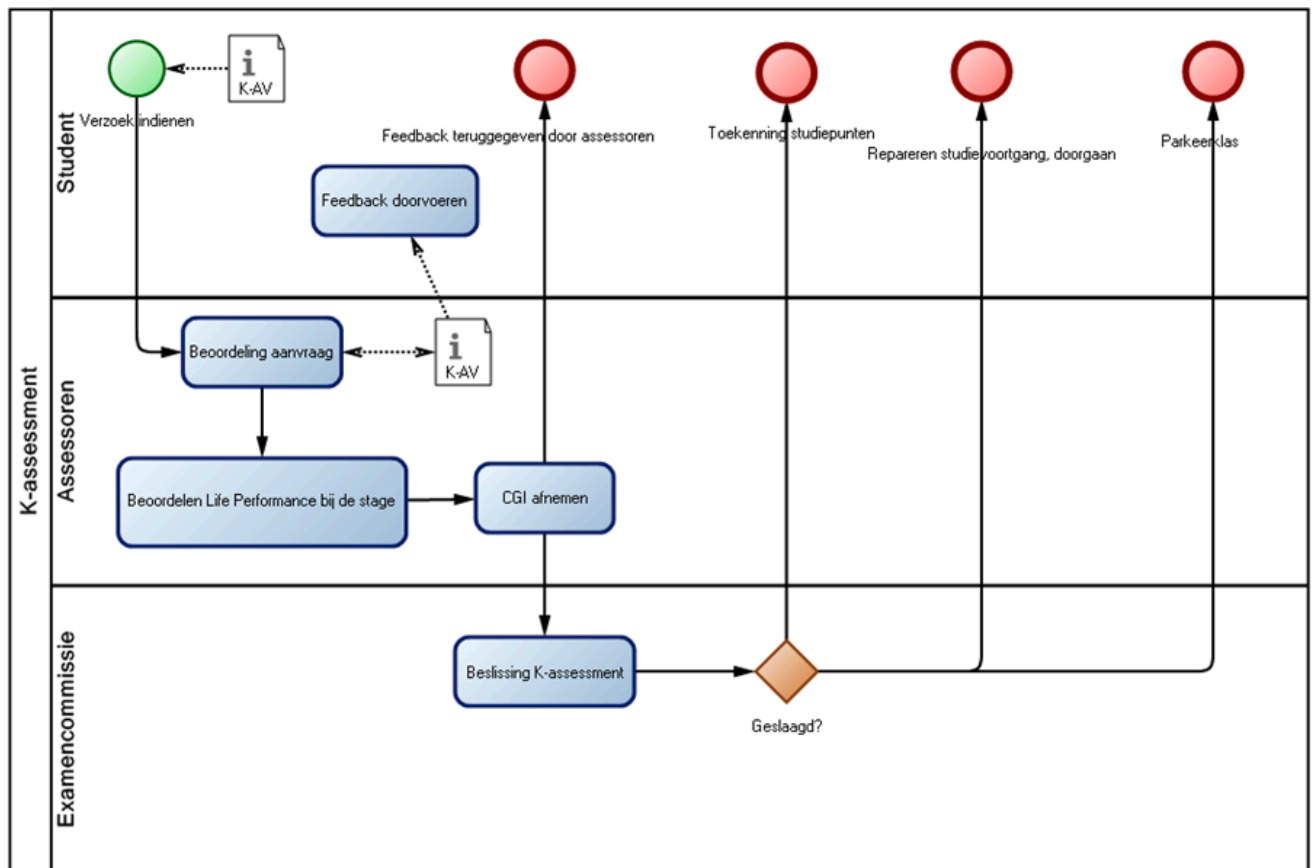 K-assessment
Student
Verzoek indienen
i
K-AV
Feedback teruggegeven door assessoren
Toekenning studiepunten
Repareren studievoortgang, doorgaan
Parkeerklas
Feedback doorvoeren
Assessoren
Beoordeling aanvraag
i
K-AV
Beoordelen Life Performance bij de stage
CGI afnemen
Examencommissie
Beslissing K-assessment
Geslaagd?